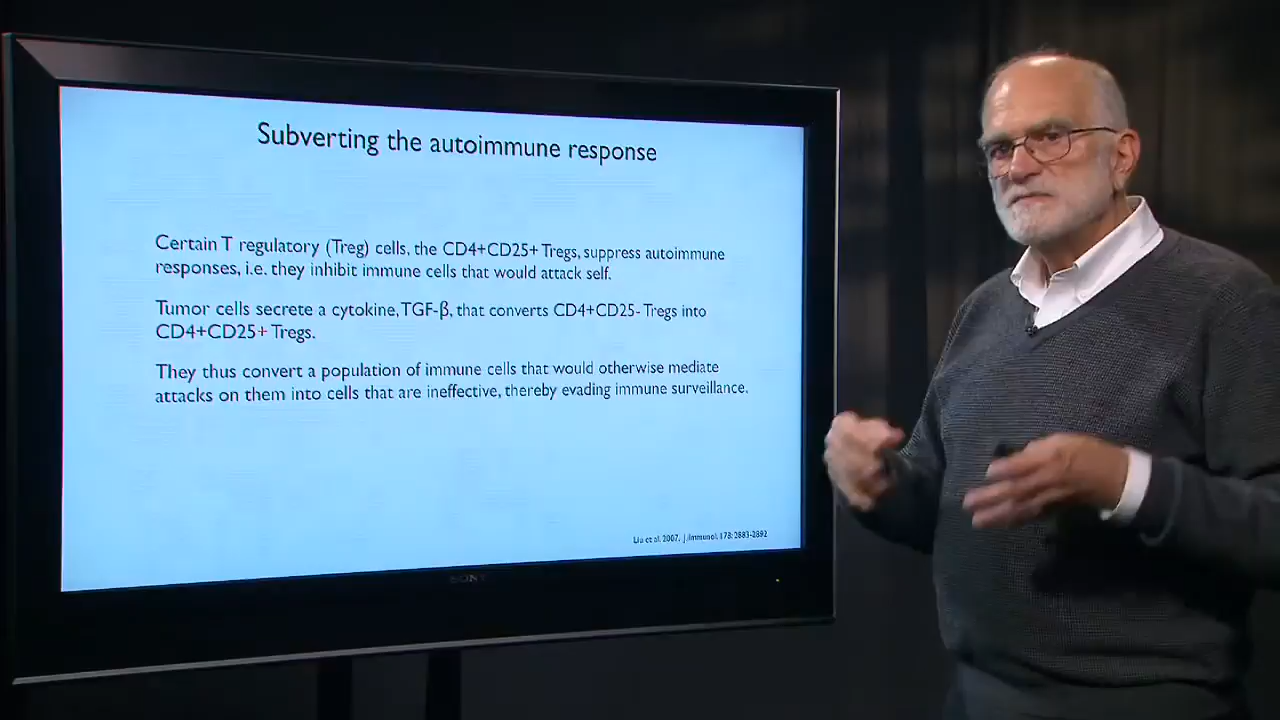 Subverting the autoimmune response
Certain T regulatory (Treg) cells, the CD4+CD25+ Tregs, suppress autoimmune
responses, i.e. they inhibit immune cells that would attack self.
Tumor cells secrete a cytokine, TGF-β, that converts CD4+CD25- Tregs into
CD4+CD25+ Tregs.
They thus convert a population of immune cells that would otherwise mediate
attacks on them into cells that are ineffective, thereby evading immune surveillance.
Liu et al. 2007. J. Immunol. 178: 2883-2892
SONY